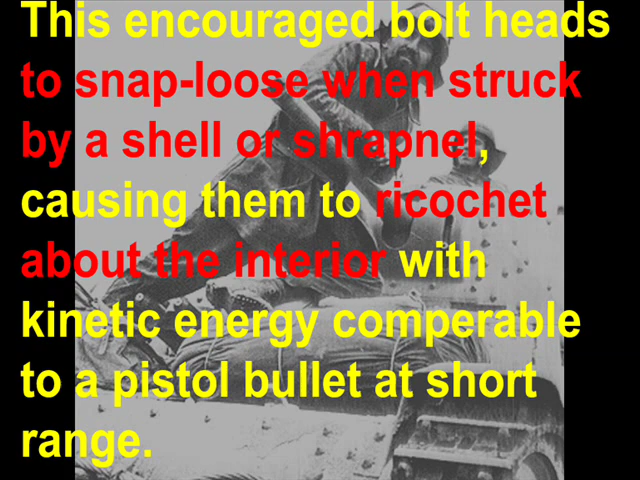 This encouraged bolt heads
to snap-loose when struck
by a shell or shrapnel,
causing them to ricochet
about the interior with
kinetic energy comperable
to a pistol bullet at short
range.